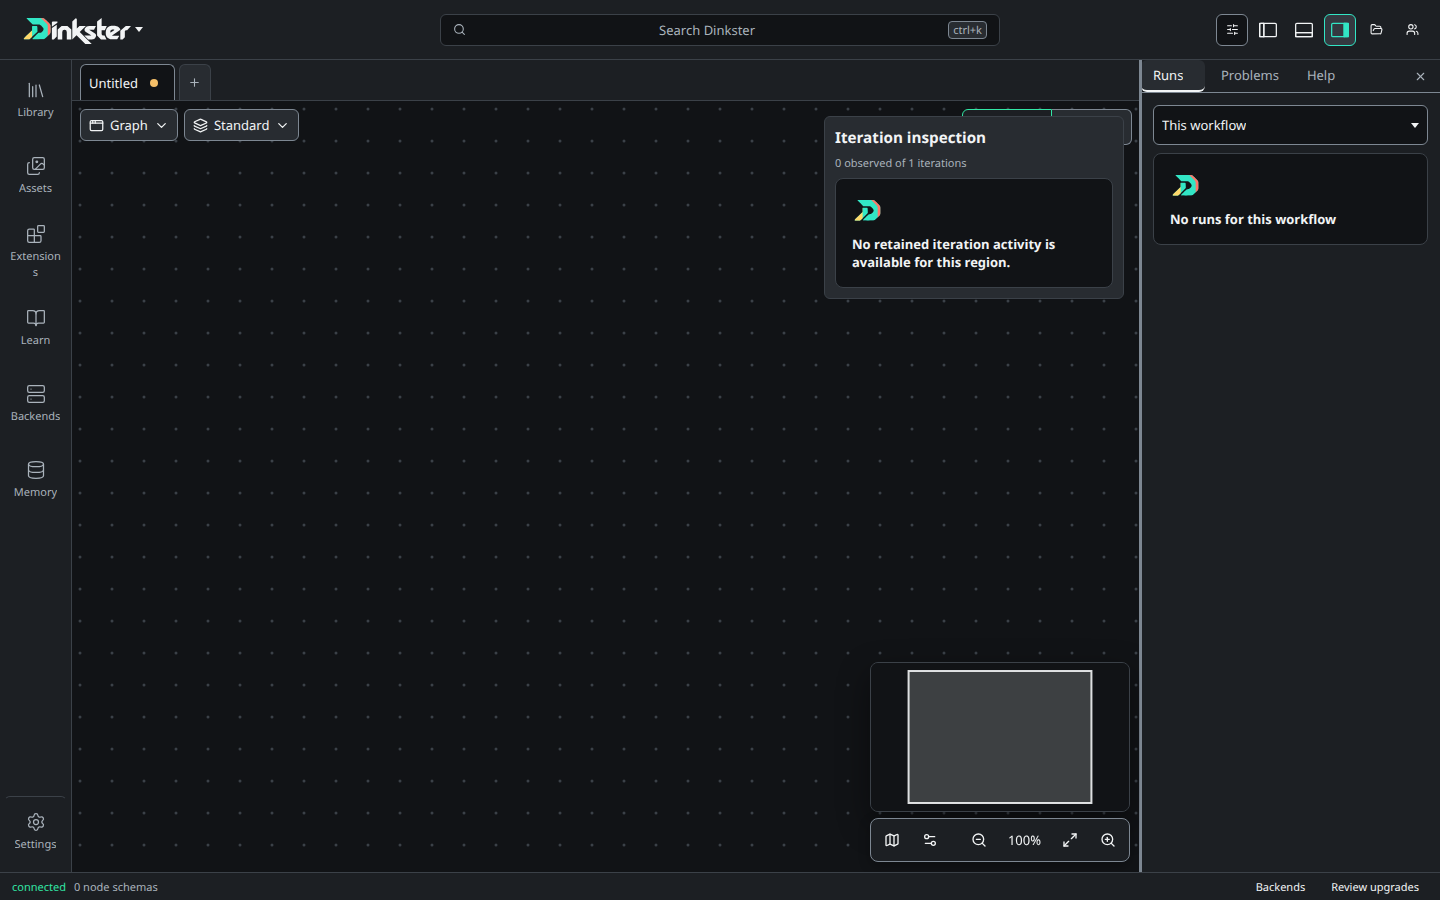 Dinkster
Search Dinkster
ctrl+k
Untitled
Runs
Problems
Help
Library
Graph
Standard
Iteration inspection
This workflow
0 observed of 1 iterations
Assets
No runs for this workflow
No retained iteration activity is
available for this region.
Extension
s
Learn
Backends
Memory
Settings
100%
connected
0 node schemas
Backends
Review upgrades